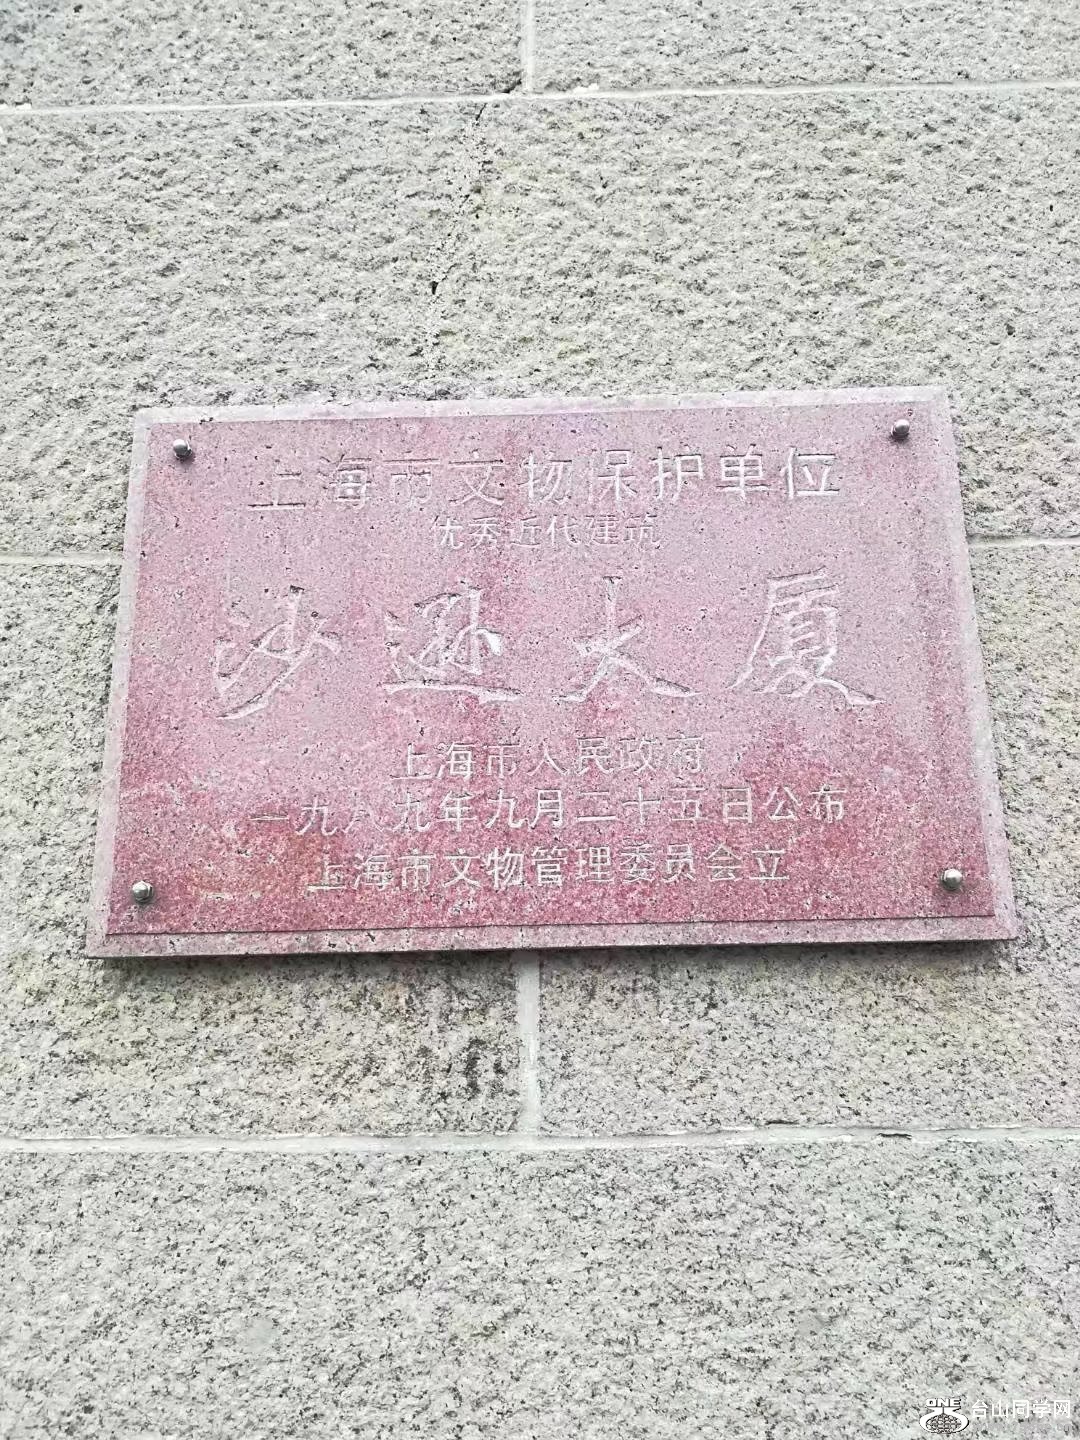 上海市文物保护单位
优秀近代建筑
沙逊大厦
上海市人民政府
一九八九年九月二十五日公布
上海市文物管理委员会立
ONE 台山同学网